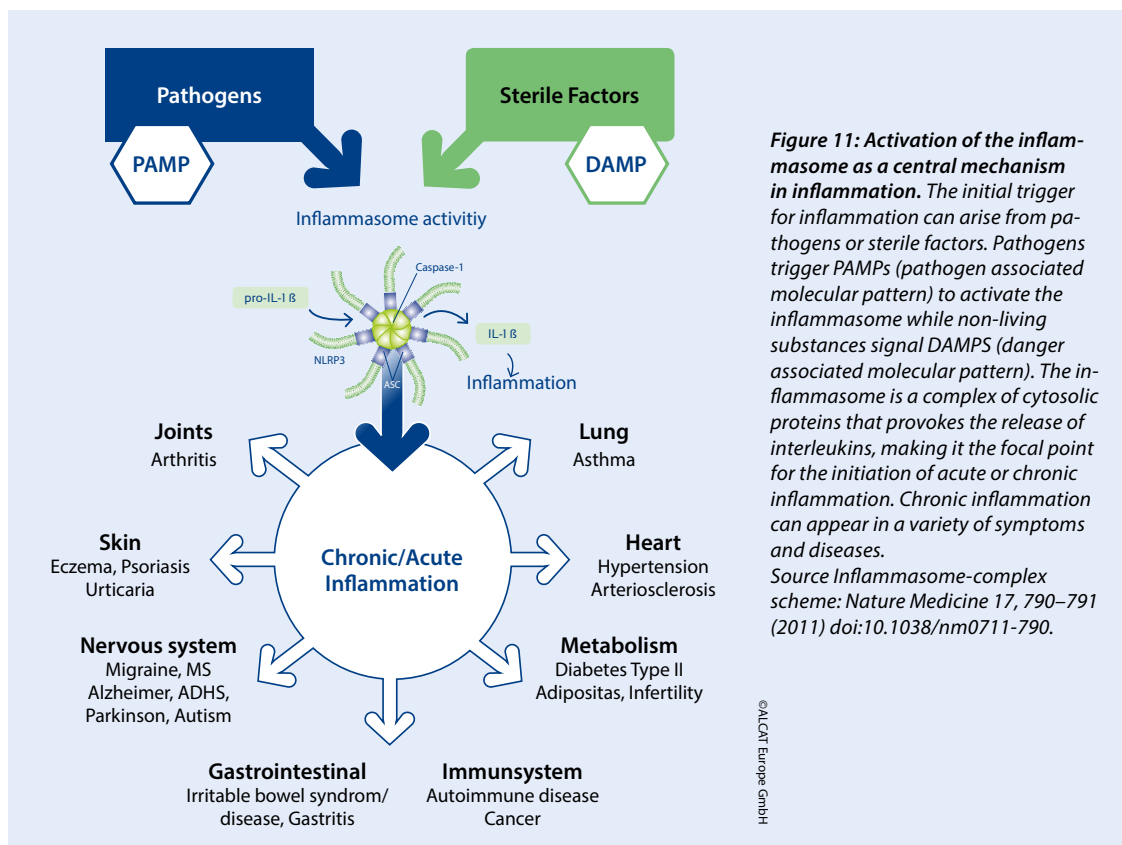 Pathogens
Sterile Factors
PAMP
DAMP
Inflammasome activitiy
Caspase-1
pro-IL-1 ß
IL-1 ß
NLRP3
ASC
Inflammation
Joints
Arthritis
Lung
Asthma
Skin
Eczema, Psoriasis
Urticaria
Chronic/Acute
Inflammation
Heart
Hypertension
Arteriosclerosis
Nervous system
Migraine, MS
Alzheimer, ADHS,
Parkinson, Autism
Metabolism
Diabetes Type II
Adipositas, Infertility
Gastrointestinal
Irritable bowel syndrom/
disease, Gastritis
Immunsystem
Autoimmune disease
Cancer
Figure 11: Activation of the inflam-
masome as a central mechanism
in inflammation. The initial trigger
for inflammation can arise from pa-
thogens or sterile factors. Pathogens
trigger PAMPs (pathogen associated
molecular pattern) to activate the
inflammasome while non-living
substances signal DAMPS (danger
associated molecular pattern). The in-
flammasome is a complex of cytosolic
proteins that provokes the release of
interleukins, making it the focal point
for the initiation of acute or chronic
inflammation. Chronic inflammation
can appear in a variety of symptoms
and diseases.
Source Inflammasome-complex
scheme: Nature Medicine 17, 790–791
(2011) doi:10.1038/nm0711-790.
©ALCAT Europe GmbH